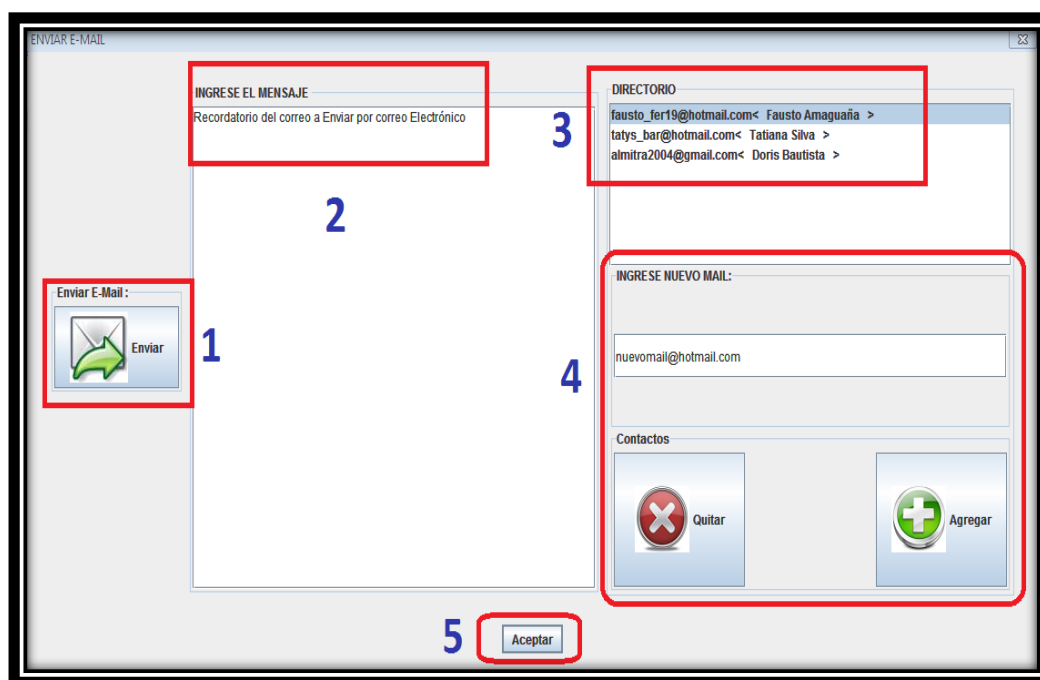 ENVIAR E-MAIL
INGRESE EL MENSAJE
Recordatorio del correo a Enviar por correo Electrónico
2
Enviar E-Mail :
Enviar
1
DIRECTORIO
3
fausto_fer19@hotmail.com< Fausto Amaguaña >
tatys_bar@hotmail.com< Tatiana Silva >
almitra2004@gmail.com< Doris Bautista >
INGRESE NUEVO MAIL:
nuevomail@hotmail.com
4
Contactos
Quitar
Agregar
5
Aceptar